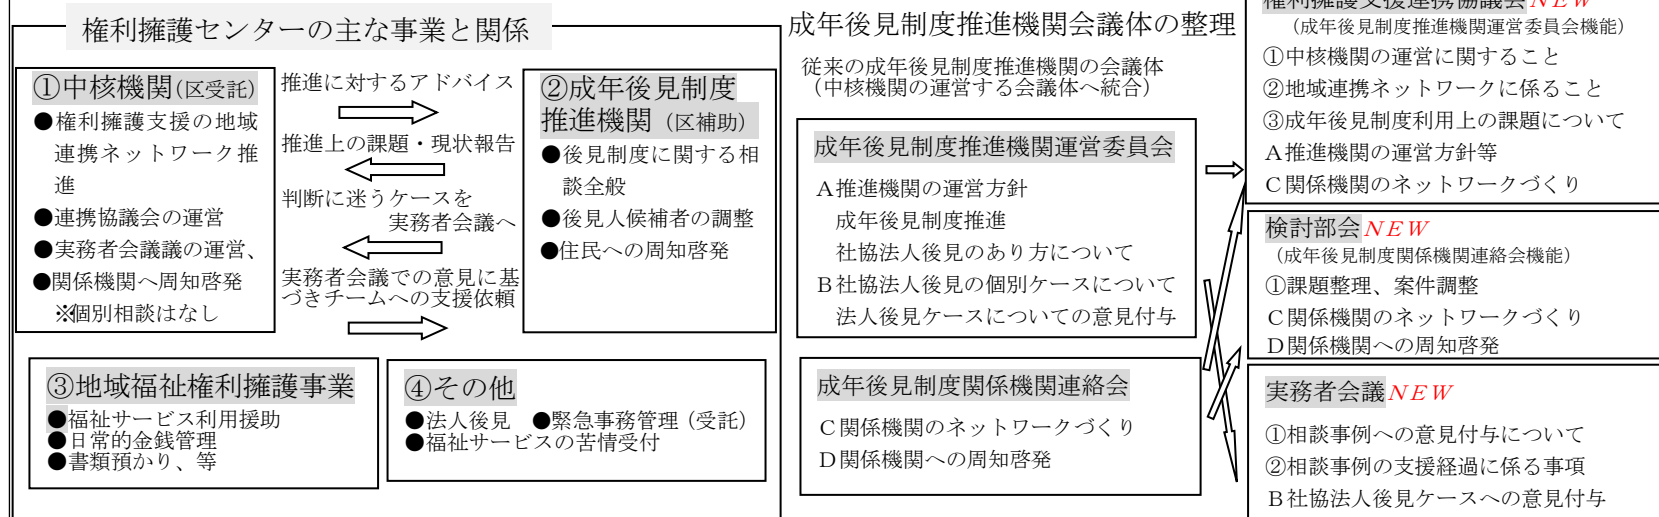 権利擁護センターの主な事業と関係
①中核機関(区受託)
●権利擁護支援の地域
連携ネットワーク推
進
●連携協議会の運営
●実務者会議議の運営、
●関係機関へ周知啓発
※個別相談はなし
推進に対するアドバイス
推進上の課題・現状報告
判断に迷うケースを
実務者会議へ
実務者会議での意見に基
づきチームへの支援依頼
②成年後見制度
推進機関（区補助）
●後見制度に関する相
談全般
●後見人候補者の調整
●住民への周知啓発
③地域福祉権利擁護事業
●福祉サービス利用援助
●日常的金銭管理
●書類預かり、等
④その他
●法人後見　●緊急事務管理（受託）
●福祉サービスの苦情受付
成年後見制度推進機関会議体の整理
従来の成年後見制度推進機関の会議体
（中核機関の運営する会議体へ統合）
成年後見制度推進機関運営委員会
Ａ推進機関の運営方針
成年後見制度推進
社協法人後見のあり方について
Ｂ社協法人後見の個別ケースについて
法人後見ケースについての意見付与
成年後見制度関係機関連絡会
Ｃ関係機関のネットワークづくり
Ｄ関係機関への周知啓発
権利擁護支援連携協議会NEW
（成年後見制度推進機関運営委員会機能）
①中核機関の運営に関すること
②地域連携ネットワークに係ること
③成年後見制度利用上の課題について
Ａ推進機関の運営方針等
Ｃ関係機関のネットワークづくり
検討部会NEW
（成年後見制度関係機関連絡会機能）
①課題整理、案件調整
Ｃ関係機関のネットワークづくり
Ｄ関係機関への周知啓発
実務者会議NEW
①相談事例への意見付与について
②相談事例の支援経過に係る事項
Ｂ社協法人後見ケースへの意見付与